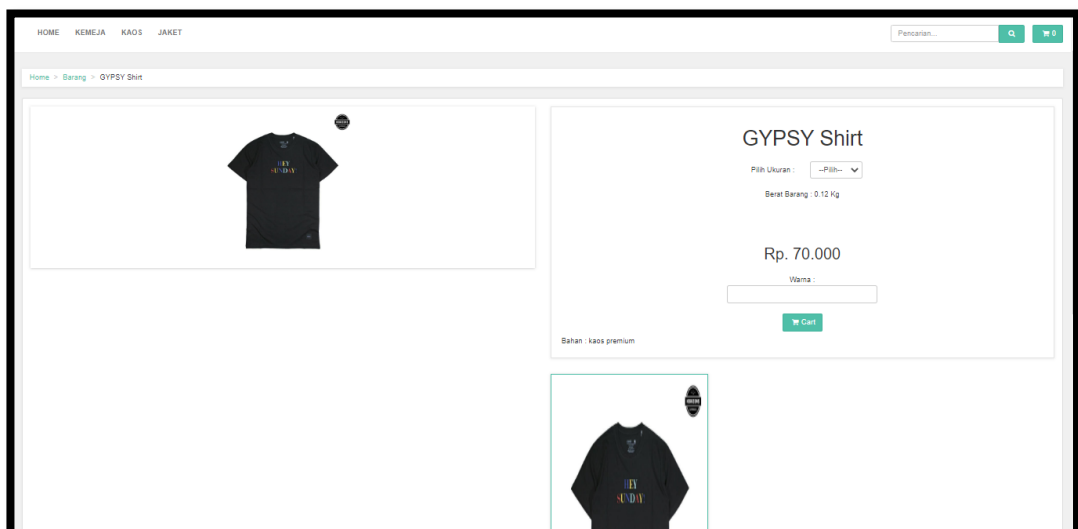 HOME KEMEJA KAOS JAKET
Pencarian...
0
Home > Barang > GYPSY Shirt
HEY
SUNDAY
GYPSY Shirt
Pilih Ukuran : --Pilih--
Berat Barang : 0.12 Kg
Rp. 70.000
Warna :
Cart
Bahan : kaos premium
HEY
SUNDAY